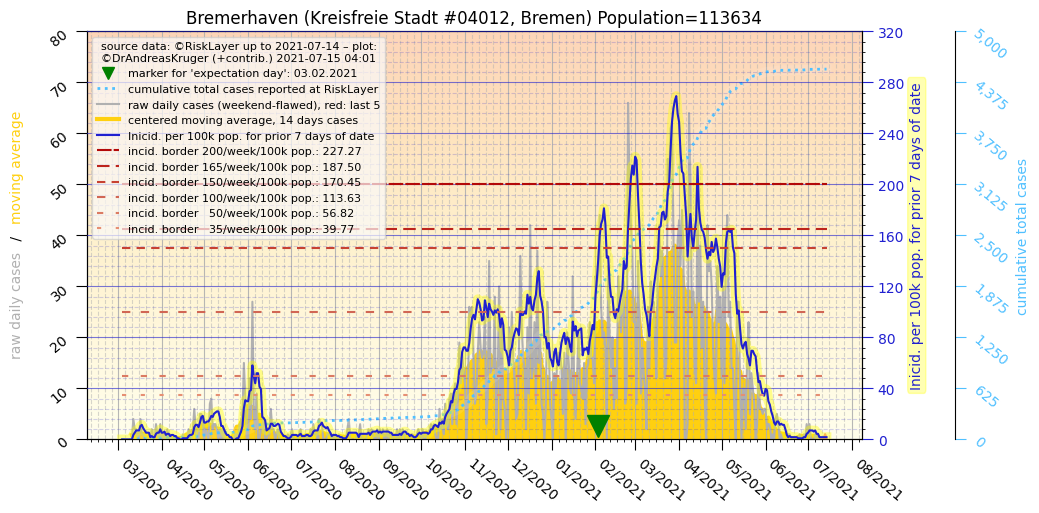 Bremerhaven (Kreisfreie Stadt #04012, Bremen) Population=113634
source data: ©RiskLayer up to 2021-07-14 – plot:
©DrAndreasKruger (+contrib.) 2021-07-15 04:01
marker for 'expectation day': 03.02.2021
cumulative total cases reported at RiskLayer
raw daily cases (weekend-flawed), red: last 5
centered moving average, 14 days cases
Inicid. per 100k pop. for prior 7 days of date
incid. border 200/week/100k pop.: 227.27
incid. border 165/week/100k pop.: 187.50
incid. border 150/week/100k pop.: 170.45
incid. border 100/week/100k pop.: 113.63
incid. border   50/week/100k pop.: 56.82
incid. border   35/week/100k pop.: 39.77
raw daily cases / moving average
80
70
60
50
40
30
20
10
0
03/2020
04/2020
05/2020
06/2020
07/2020
08/2020
09/2020
10/2020
11/2020
12/2020
01/2021
02/2021
03/2021
04/2021
05/2021
06/2021
07/2021
08/2021
320
280
240
200
160
120
80
40
0
Inicid. per 100k pop. for prior 7 days of date
5,000
4,375
3,750
3,125
2,500
1,875
1,250
625
0
cumulative total cases